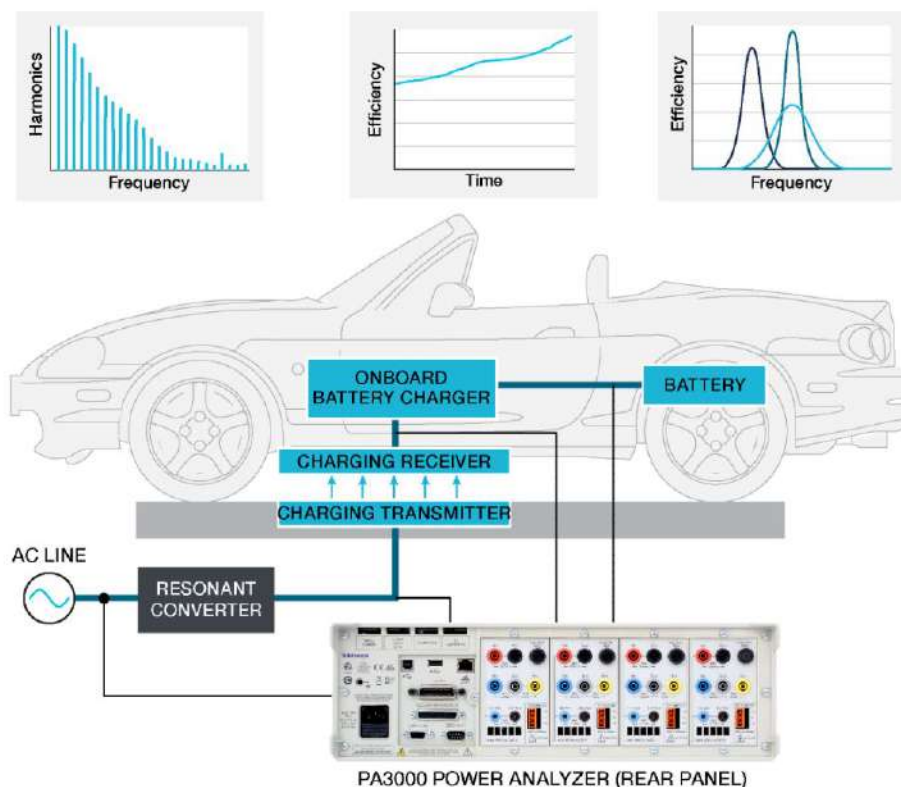 Harmonics
Frequency
Efficiency
Time
Efficiency
Frequency
ONBOARD
BATTERY CHARGER
BATTERY
CHARGING RECEIVER
CHARGING TRANSMITTER
AC LINE
RESONANT
CONVERTER
PA3000 POWER ANALYZER (REAR PANEL)